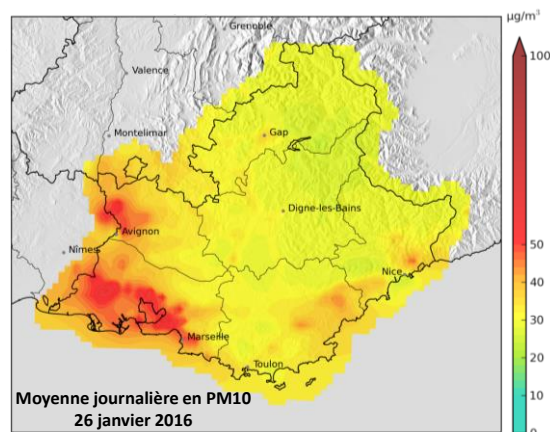 µg/m³
Grenoble
Valence
Montelimar
Gap
Digne-les-Bains
Avignon
Nîmes
Nice
Marseille
Toulon
Moyenne journalière en PM10
26 janvier 2016
100
50
40
30
20
10
0